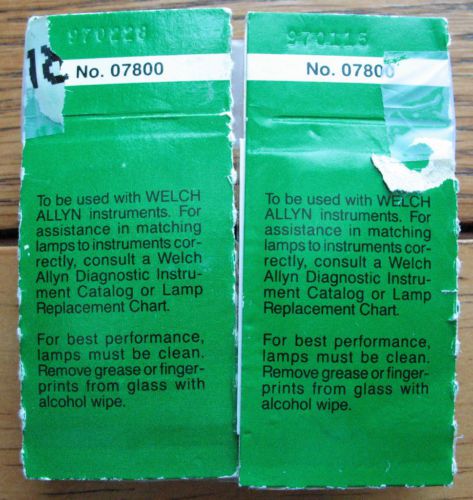 970228
15
No. 07800
To be used with WELCH
ALLYN instruments. For
assistance in matching
lamps to instruments cor-
rectly, consult a Welch
Allyn Diagnostic Instru-
ment Catalog or Lamp
Replacement Chart.
For best performance,
lamps must be clean.
Remove grease or finger-
prints from glass with
alcohol wipe.
970115
No. 07800
To be used with WELCH
ALLYN instruments. For
assistance in matching
lamps to instruments cor-
rectly, consult a Welch
Allyn Diagnostic Instru-
ment Catalog or Lamp
Replacement Chart.
For best performance,
lamps must be clean.
Remove grease or finger-
prints from glass with
alcohol wipe.